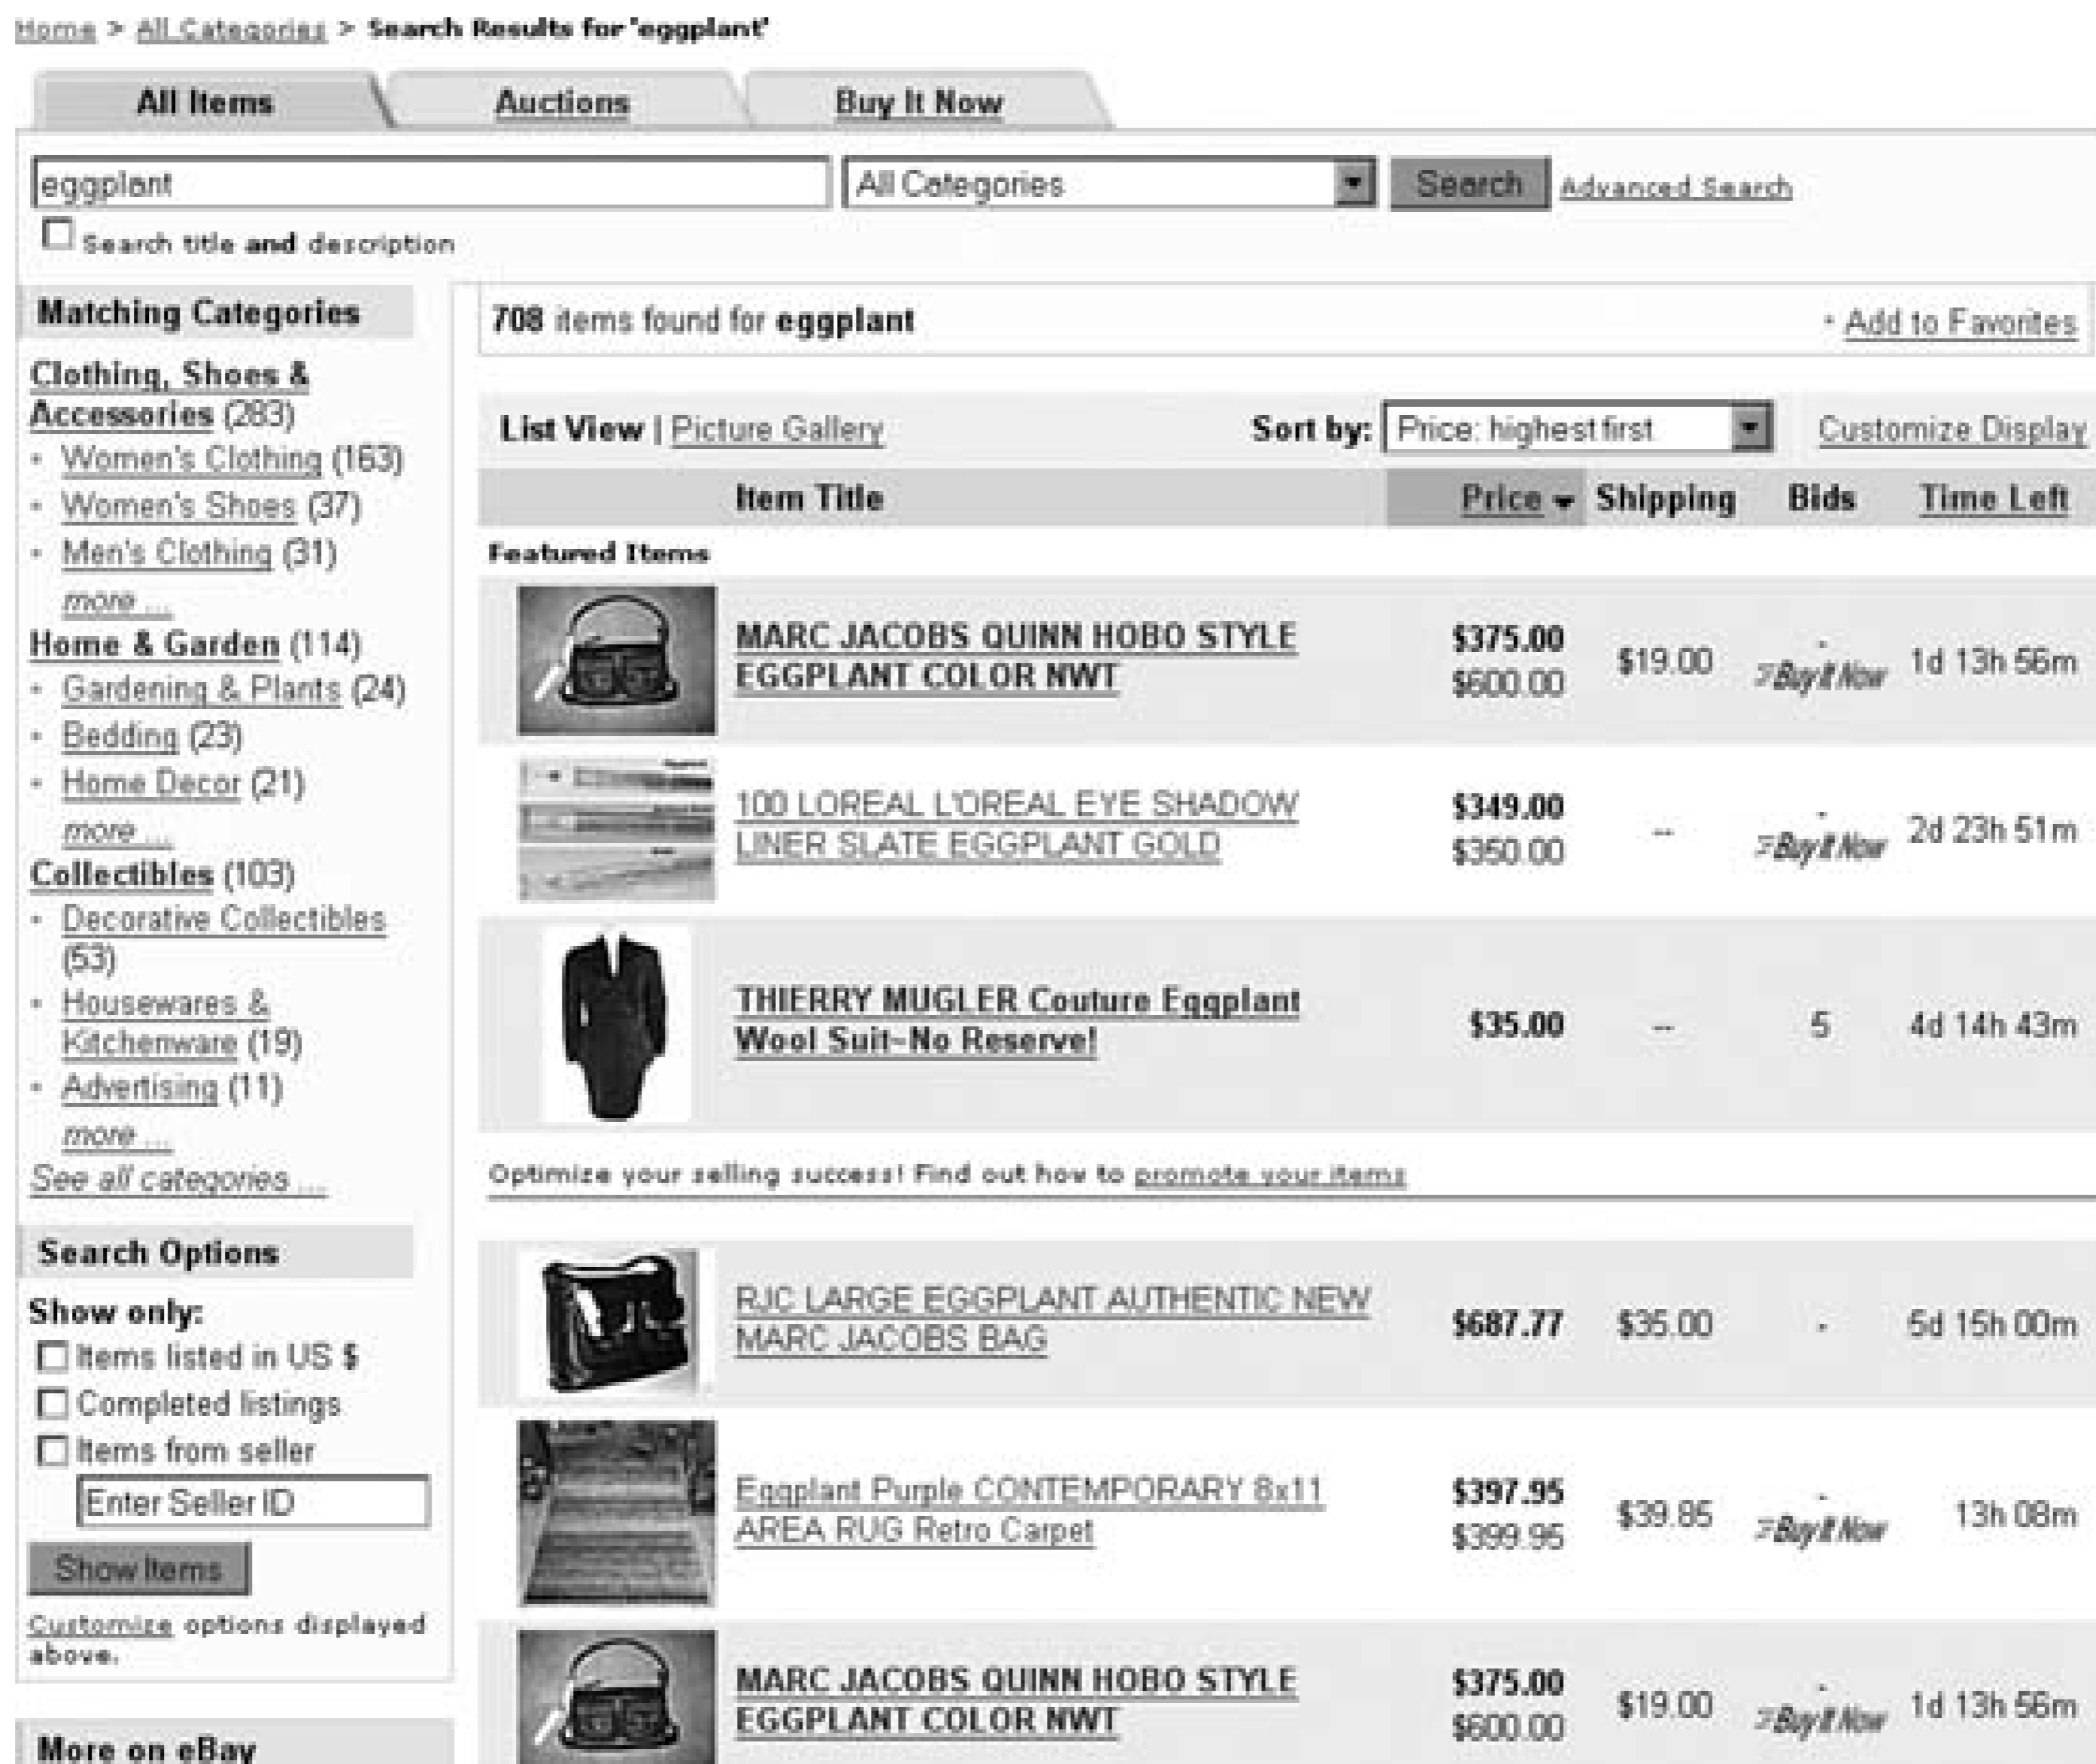 Home > All Categories > Search Results for 'eggplant'
All Items
Auctions
Buy It Now
eggplant
All Categories
Search
Advanced Search
Search title and description
Matching Categories
Clothing, Shoes &
Accessories (283)
· Women's Clothing (163)
· Women's Shoes (37)
· Men's Clothing (31)
more ...
Home & Garden (114)
· Gardening & Plants (24)
· Bedding (23)
· Home Decor (21)
more ...
Collectibles (103)
· Decorative Collectibles
(53)
· Housewares &
Kitchenware (19)
· Advertising (11)
more ...
See all categories ...
Search Options
Show only:
Items listed in US $
Completed listings
Items from seller
Enter Seller ID
Show Items
Customize options displayed
above.
More on eBay
708 items found for eggplant
· Add to Favorites
List View | Picture Gallery
Sort by: Price: highest first
Customize Display
Item Title Price Shipping Bids Time Left
Featured Items
MARC JACOBS QUINN HOBO STYLE
EGGPLANT COLOR NWT
$375.00
$600.00
$19.00
-
=Buy It Now
1d 13h 56m
100 LOREAL L'OREAL EYE SHADOW
LINER SLATE EGGPLANT GOLD
$349.00
$350.00
--
-
=Buy It Now
2d 23h 51m
THIERRY MUGLER Couture Eggplant
Wool Suit~No Reserve!
$35.00
--
5
4d 14h 43m
Optimize your selling success! Find out how to promote your items
RJC LARGE EGGPLANT AUTHENTIC NEW
MARC JACOBS BAG
$687.77
$35.00
-
5d 15h 00m
Eggplant Purple CONTEMPORARY 8x11
AREA RUG Retro Carpet
$397.95
$399.95
$39.85
-
=Buy It Now
13h 08m
MARC JACOBS QUINN HOBO STYLE
EGGPLANT COLOR NWT
$375.00
$600.00
$19.00
-
=Buy It Now
1d 13h 56m